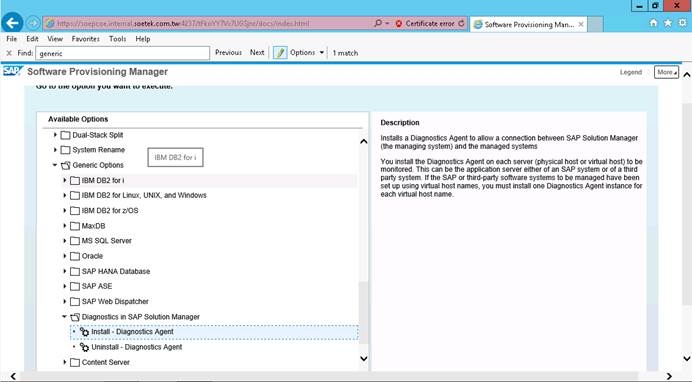 https://soepcoe.internal.soetek.com.tw:4237/tFknYY7Vv7U0Sjnr/docs/index.html
Certificate error
Software Provisioning Man...
File Edit View Favorites Tools Help
Find: generic
Previous Next
Options
1 match
SAP Software Provisioning Manager
Legend
More
Go to the option you want to execute.
Available Options
Dual-Stack Split
System Rename
Generic Options
IBM DB2 for i
IBM DB2 for i
IBM DB2 for Linux, UNIX, and Windows
IBM DB2 for z/OS
MaxDB
MS SQL Server
Oracle
SAP HANA Database
SAP ASE
SAP Web Dispatcher
Diagnostics in SAP Solution Manager
Install - Diagnostics Agent
Uninstall - Diagnostics Agent
Content Server
Description
Installs a Diagnostics Agent to allow a connection between SAP Solution Manager
(the managing system) and the managed systems
You install the Diagnostics Agent on each server (physical host or virtual host) to be
monitored. This can be the application server either of an SAP system or of a third
party system. If the SAP or third-party software systems to be managed have been
set up using virtual host names, you must install one Diagnostics Agent instance for
each virtual host name.